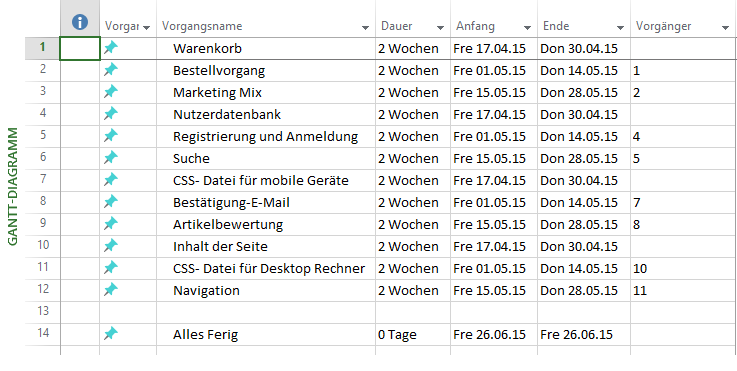 Vorgar Vorgangsname Dauer Anfang Ende Vorgänger
1 Warenkorb 2 Wochen Fre 17.04.15 Don 30.04.15
2 Bestellvorgang 2 Wochen Fre 01.05.15 Don 14.05.15 1
3 Marketing Mix 2 Wochen Fre 15.05.15 Don 28.05.15 2
4 Nutzerdatenbank 2 Wochen Fre 17.04.15 Don 30.04.15
5 Registrierung und Anmeldung 2 Wochen Fre 01.05.15 Don 14.05.15 4
6 Suche 2 Wochen Fre 15.05.15 Don 28.05.15 5
7 CSS- Datei für mobile Geräte 2 Wochen Fre 17.04.15 Don 30.04.15
8 Bestätigung-E-Mail 2 Wochen Fre 01.05.15 Don 14.05.15 7
9 Artikelbewertung 2 Wochen Fre 15.05.15 Don 28.05.15 8
10 Inhalt der Seite 2 Wochen Fre 17.04.15 Don 30.04.15
11 CSS- Datei für Desktop Rechner 2 Wochen Fre 01.05.15 Don 14.05.15 10
12 Navigation 2 Wochen Fre 15.05.15 Don 28.05.15 11
13
14 Alles Ferig 0 Tage Fre 26.06.15 Fre 26.06.15
GANTT-DIAGRAMM